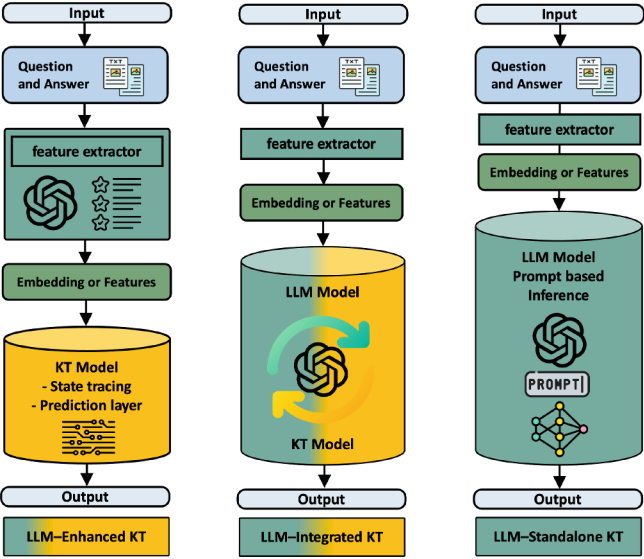 Input
Question
and Answer
TXT
feature extractor
Embedding or Features
KT Model
- State tracing
- Prediction layer
Output
LLM–Enhanced KT
Input
Question
and Answer
TXT
feature extractor
Embedding or Features
LLM Model
KT Model
Output
LLM–Integrated KT
Input
Question
and Answer
TXT
feature extractor
Embedding or Features
LLM Model
Prompt based
Inference
PROMPT
Output
LLM–Standalone KT